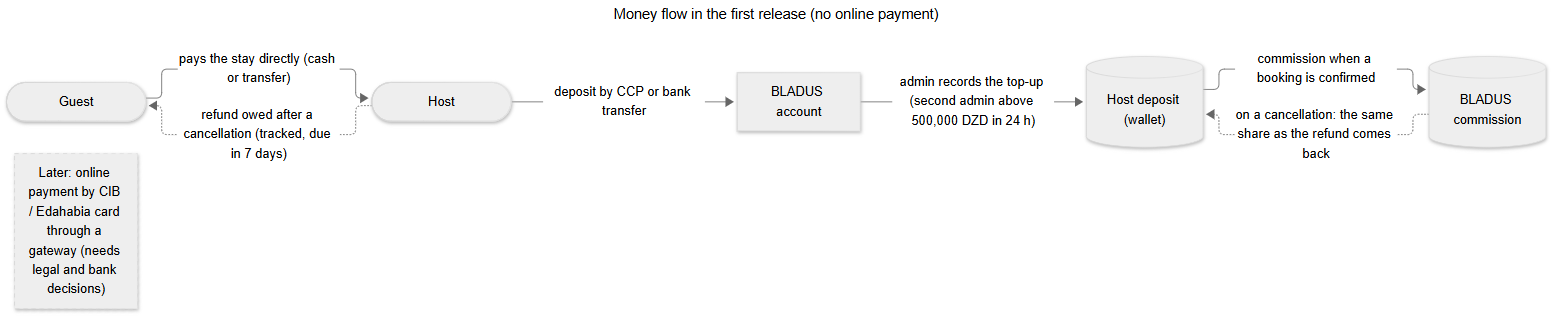 Money flow in the first release (no online payment)
Guest
pays the stay directly (cash
or transfer)
refund owed after a
cancellation (tracked, due
in 7 days)
Host
deposit by CCP or bank
transfer
BLADUS
account
admin records the top-up
(second admin above
500,000 DZD in 24 h)
Host deposit
(wallet)
commission when a
booking is confirmed
on a cancellation: the same
share as the refund comes
back
BLADUS
commission
Later: online
payment by CIB
/ Edahabia card
through a
gateway (needs
legal and bank
decisions)